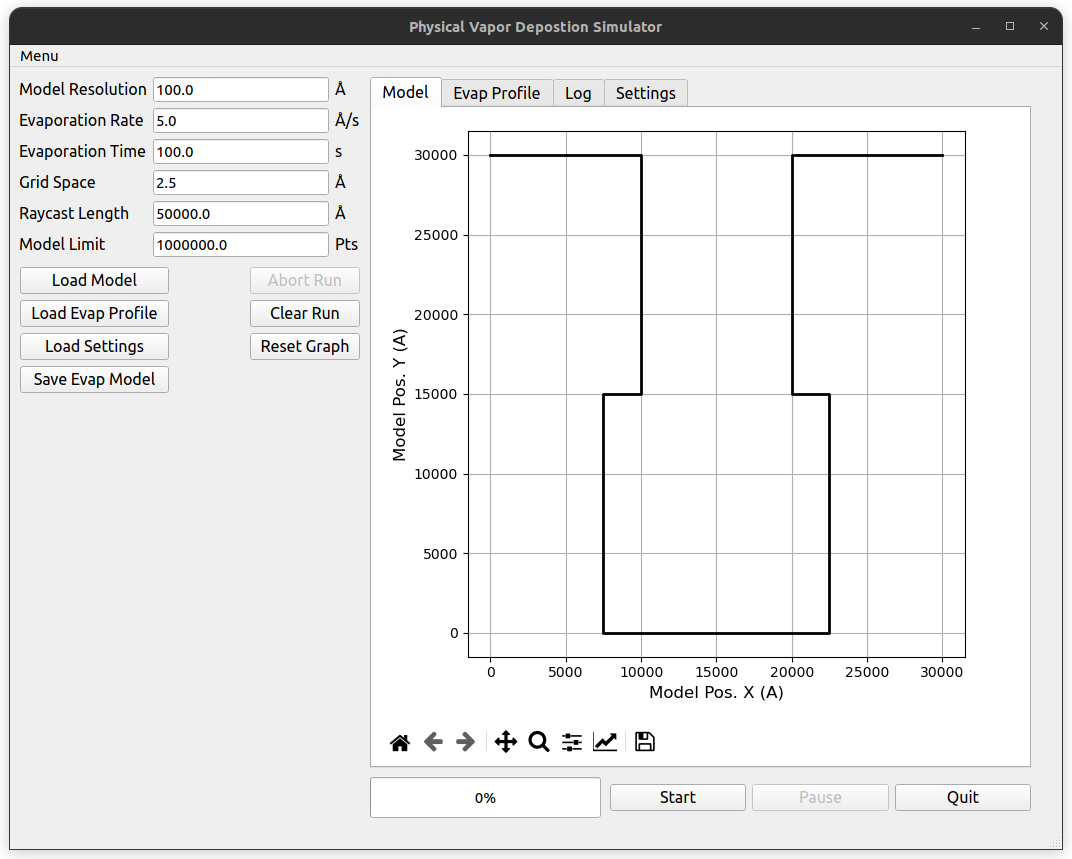 Physical Vapor Depostion Simulator
Menu
Model Resolution 100.0 Å
Evaporation Rate 5.0 Å/s
Evaporation Time 100.0 s
Grid Space 2.5 Å
Raycast Length 50000.0 Å
Model Limit 1000000.0 Pts
Load Model Abort Run
Load Evap Profile Clear Run
Load Settings Reset Graph
Save Evap Model
Model Evap Profile Log Settings
30000
25000
20000
15000
10000
5000
0
Model Pos. Y (A)
0 5000 10000 15000 20000 25000 30000
Model Pos. X (A)
0% Start Pause Quit